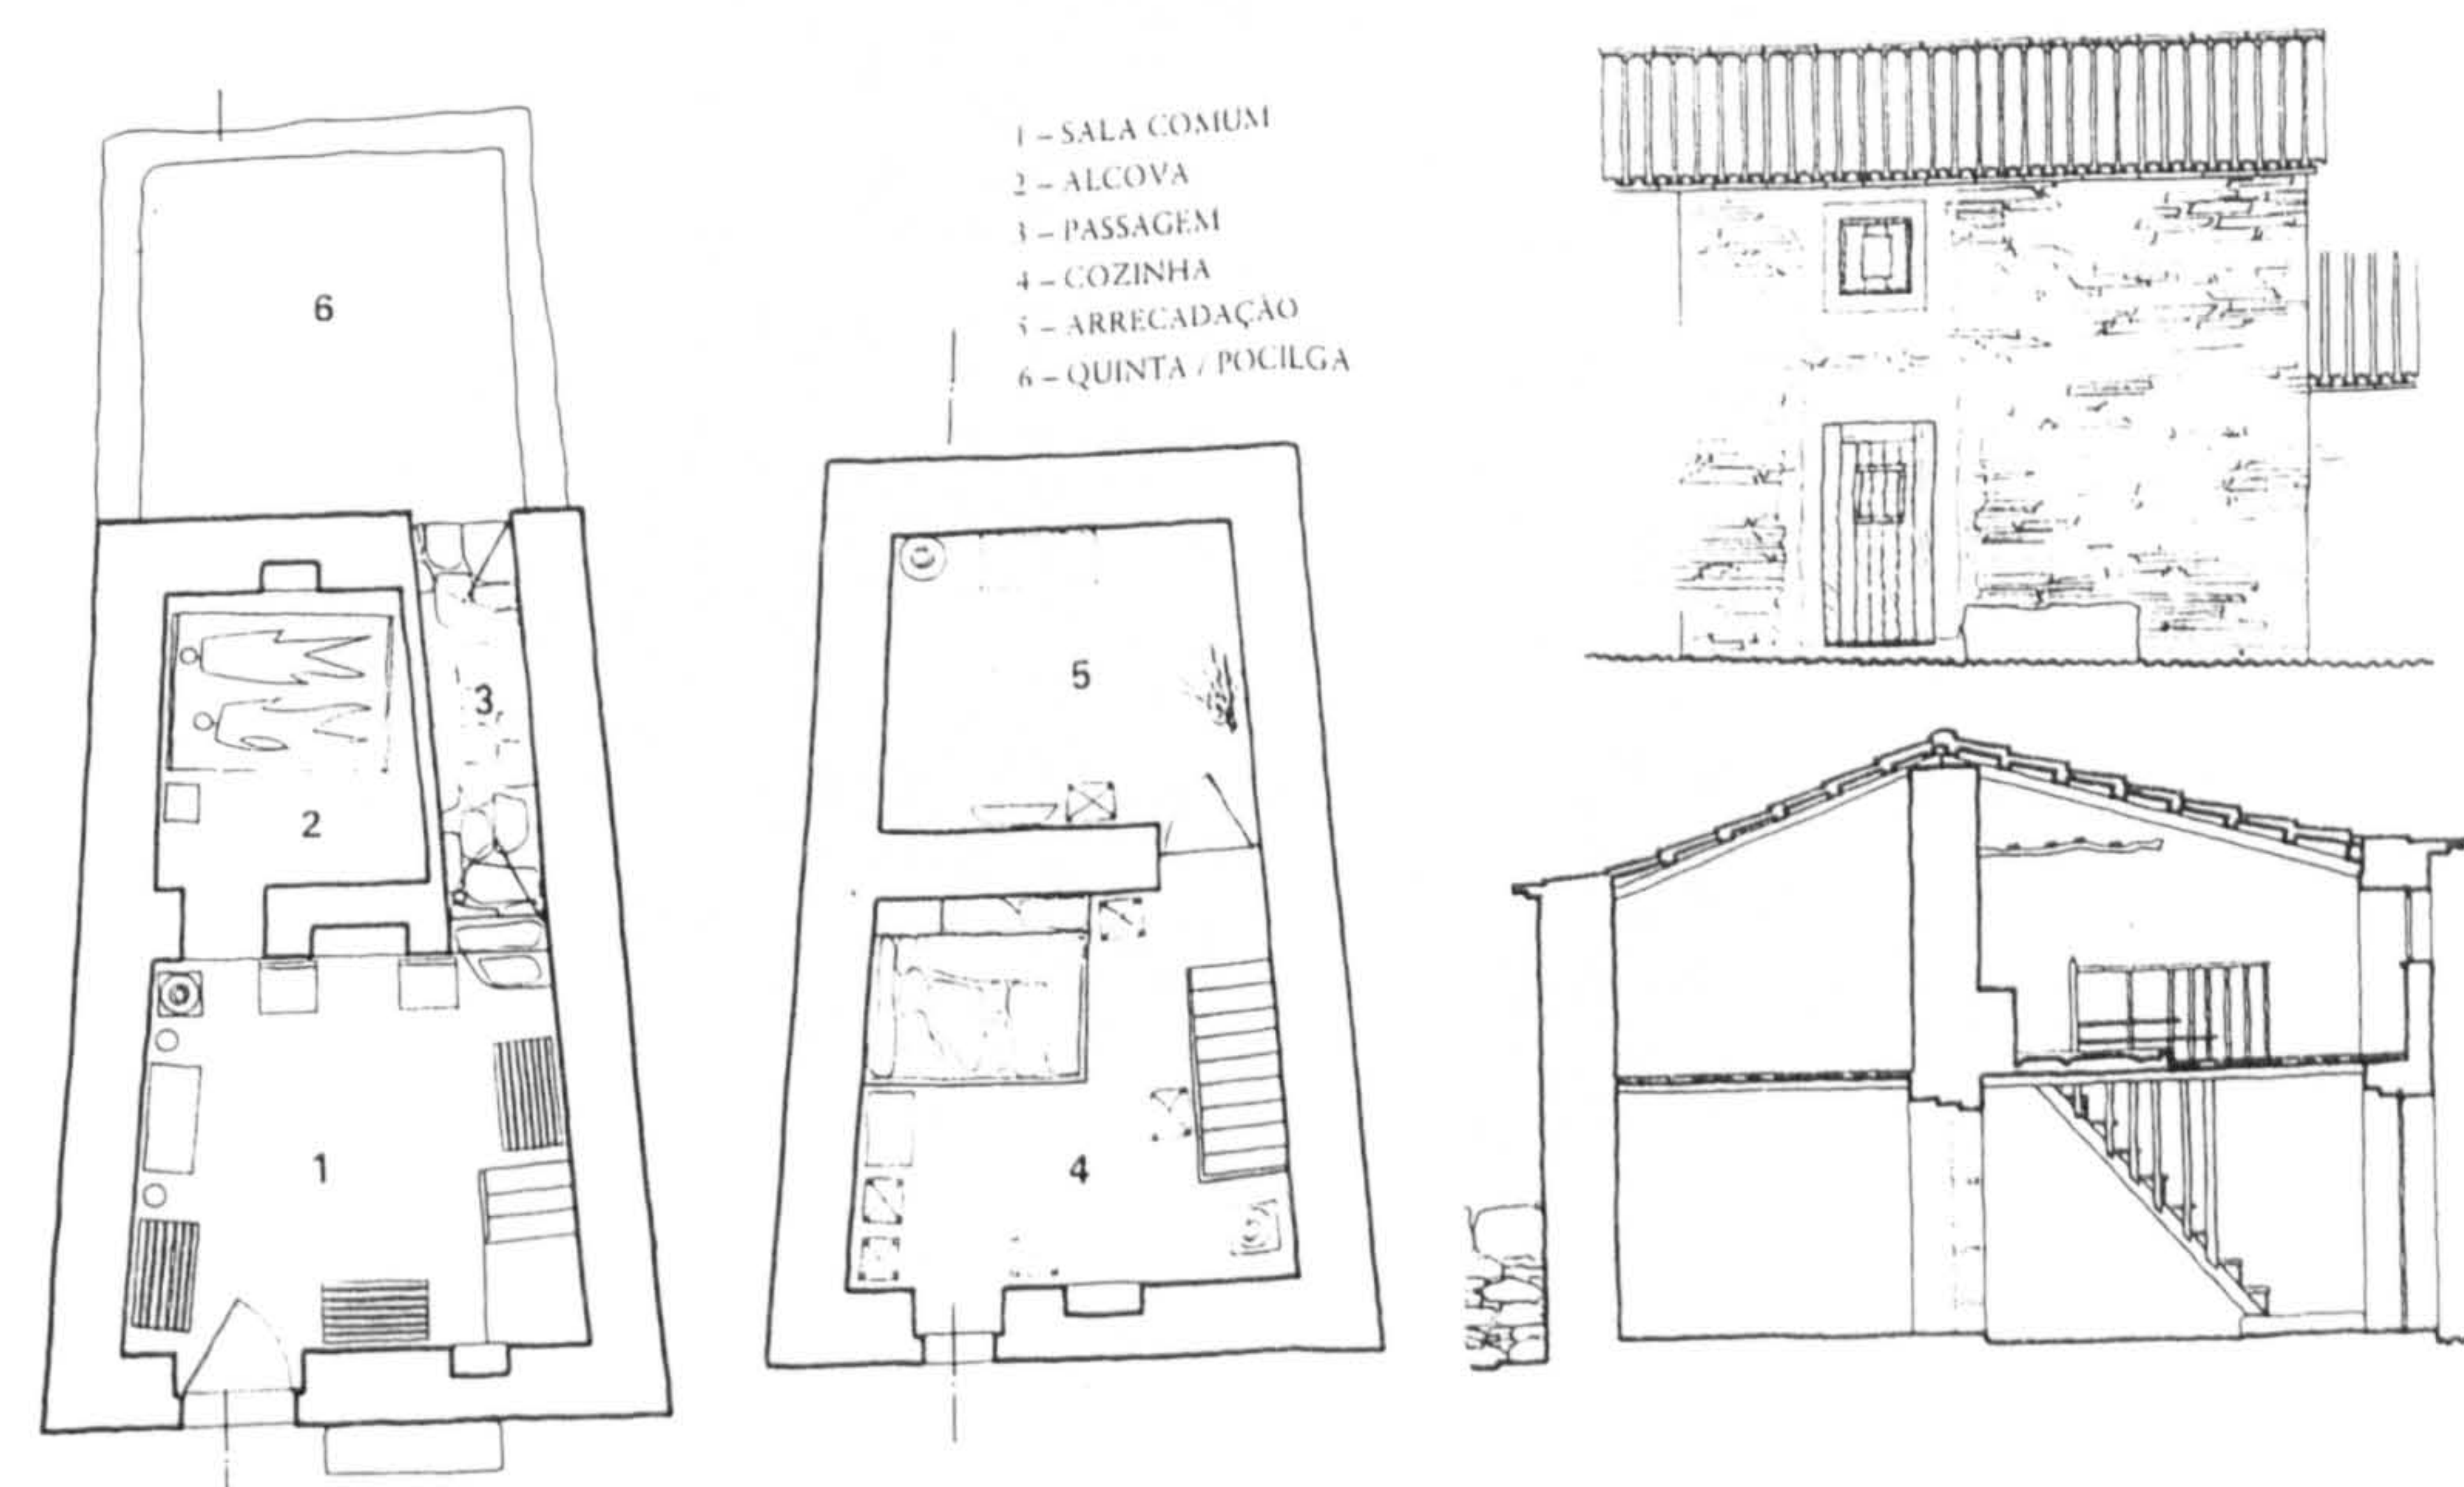 1 – SALA COMUM
2 – ALCOVA
3 – PASSAGEM
4 – COZINHA
5 – ARRECADAÇÃO
6 – QUINTA / POCILGA
6
3
2
1
5
4